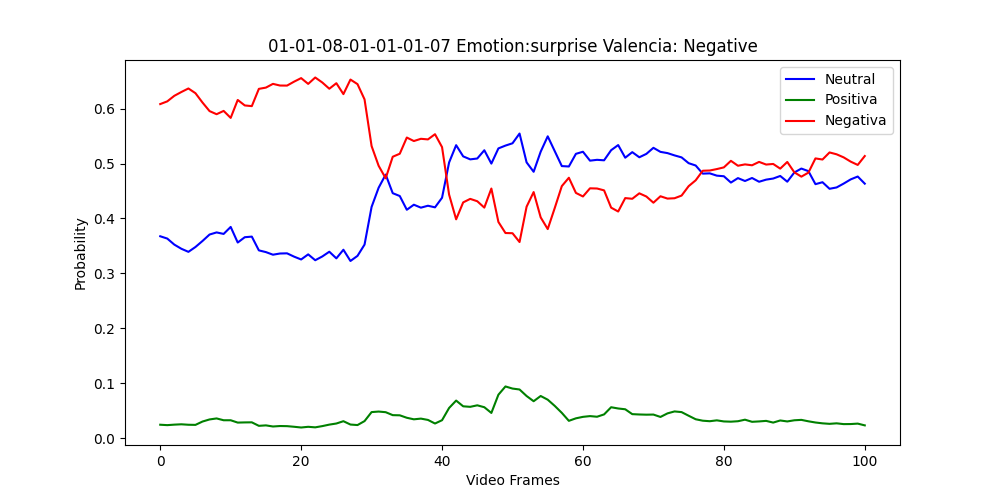 01-01-08-01-01-01-07 Emotion:surprise Valencia: Negative
Neutral
Positiva
Negativa
Probability
0.6
0.5
0.4
0.3
0.2
0.1
0.0
0 20 40 60 80 100
Video Frames